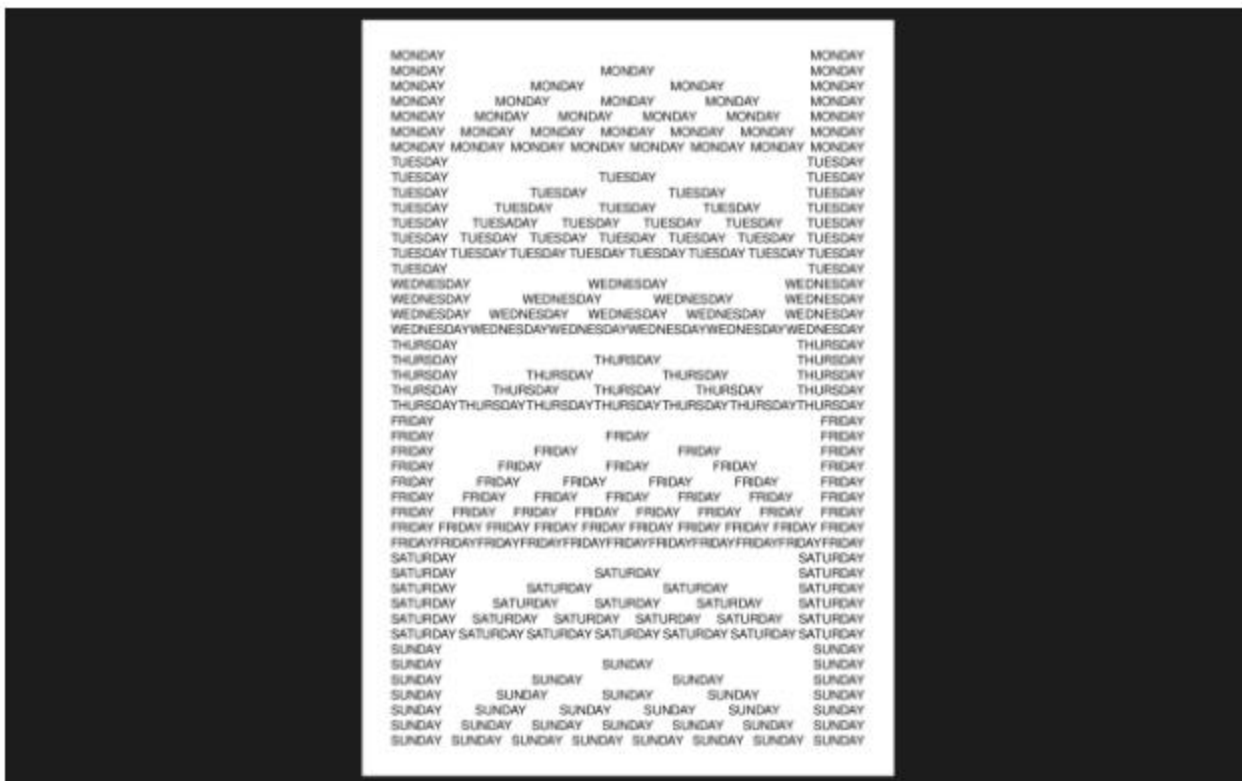 MONDAY MONDAY
MONDAY MONDAY MONDAY
MONDAY MONDAY MONDAY MONDAY
MONDAY MONDAY MONDAY MONDAY MONDAY
MONDAY MONDAY MONDAY MONDAY MONDAY MONDAY
MONDAY MONDAY MONDAY MONDAY MONDAY MONDAY MONDAY
MONDAY MONDAY MONDAY MONDAY MONDAY MONDAY MONDAY MONDAY
TUESDAY TUESDAY
TUESDAY TUESDAY TUESDAY
TUESDAY TUESDAY TUESDAY TUESDAY
TUESDAY TUESDAY TUESDAY TUESDAY TUESDAY
TUESDAY TUESADAY TUESDAY TUESDAY TUESDAY TUESDAY
TUESDAY TUESDAY TUESDAY TUESDAY TUESDAY TUESDAY TUESDAY
TUESDAY TUESDAY TUESDAY TUESDAY TUESDAY TUESDAY TUESDAY TUESDAY
TUESDAY TUESDAY
WEDNESDAY WEDNESDAY WEDNESDAY
WEDNESDAY WEDNESDAY WEDNESDAY WEDNESDAY
WEDNESDAY WEDNESDAY WEDNESDAY WEDNESDAY WEDNESDAY
WEDNESDAYWEDNESDAYWEDNESDAYWEDNESDAYWEDNESDAYWEDNESDAY
THURSDAY THURSDAY
THURSDAY THURSDAY THURSDAY
THURSDAY THURSDAY THURSDAY THURSDAY
THURSDAY THURSDAY THURSDAY THURSDAY THURSDAY
THURSDAYTHURSDAYTHURSDAYTHURSDAYTHURSDAYTHURSDAYTHURSDAY
FRIDAY FRIDAY
FRIDAY FRIDAY FRIDAY
FRIDAY FRIDAY FRIDAY FRIDAY
FRIDAY FRIDAY FRIDAY FRIDAY FRIDAY
FRIDAY FRIDAY FRIDAY FRIDAY FRIDAY FRIDAY
FRIDAY FRIDAY FRIDAY FRIDAY FRIDAY FRIDAY FRIDAY
FRIDAY FRIDAY FRIDAY FRIDAY FRIDAY FRIDAY FRIDAY FRIDAY
FRIDAY FRIDAY FRIDAY FRIDAY FRIDAY FRIDAY FRIDAY FRIDAY FRIDAY FRIDAY
FRIDAYFRIDAYFRIDAYFRIDAYFRIDAYFRIDAYFRIDAYFRIDAYFRIDAYFRIDAYFRIDAY
SATURDAY SATURDAY
SATURDAY SATURDAY SATURDAY
SATURDAY SATURDAY SATURDAY SATURDAY
SATURDAY SATURDAY SATURDAY SATURDAY SATURDAY
SATURDAY SATURDAY SATURDAY SATURDAY SATURDAY SATURDAY
SATURDAY SATURDAY SATURDAY SATURDAY SATURDAY SATURDAY SATURDAY
SUNDAY SUNDAY
SUNDAY SUNDAY SUNDAY
SUNDAY SUNDAY SUNDAY SUNDAY
SUNDAY SUNDAY SUNDAY SUNDAY SUNDAY
SUNDAY SUNDAY SUNDAY SUNDAY SUNDAY SUNDAY
SUNDAY SUNDAY SUNDAY SUNDAY SUNDAY SUNDAY SUNDAY
SUNDAY SUNDAY SUNDAY SUNDAY SUNDAY SUNDAY SUNDAY SUNDAY